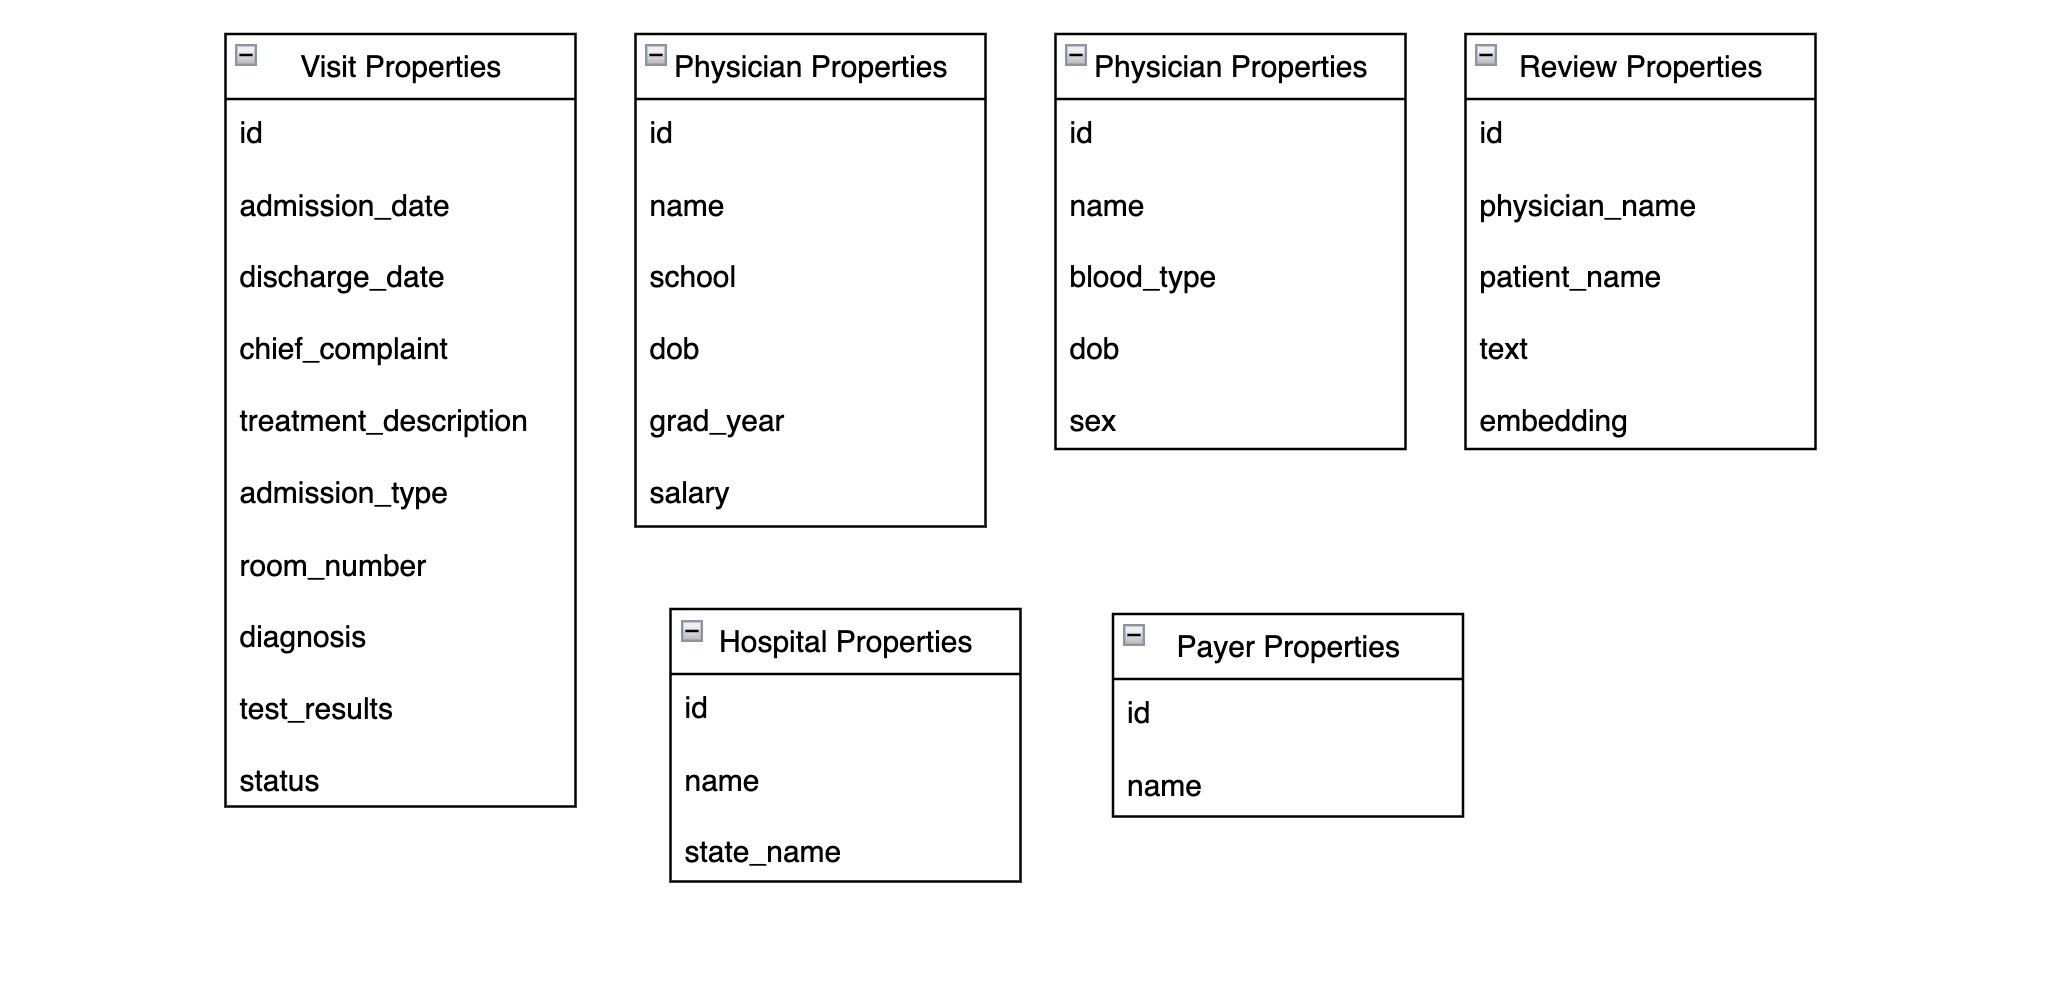 Visit Properties
id
admission_date
discharge_date
chief_complaint
treatment_description
admission_type
room_number
diagnosis
test_results
status
Physician Properties
id
name
school
dob
grad_year
salary
Physician Properties
id
name
blood_type
dob
sex
Review Properties
id
physician_name
patient_name
text
embedding
Hospital Properties
id
name
state_name
Payer Properties
id
name